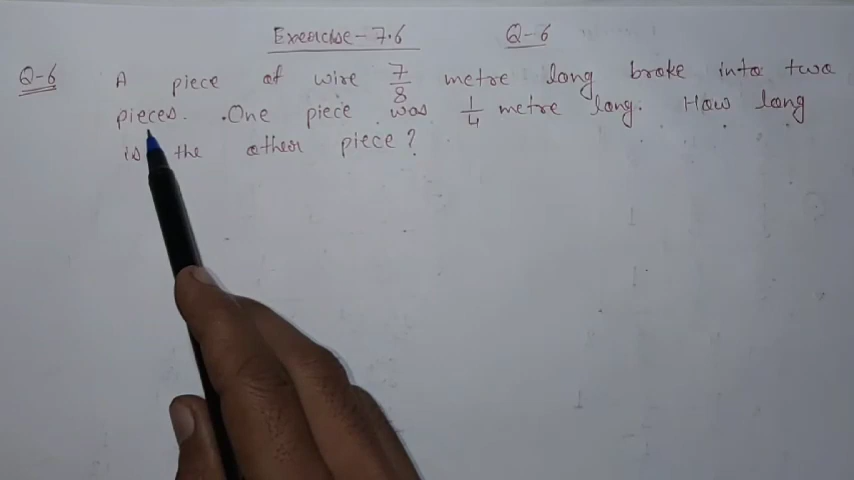 Exercise - 7.6 Q-6
Q-6 A piece of wire 7/8 metre long broke into two
pieces. One piece was 1/4 metre long. How long
is the other piece?